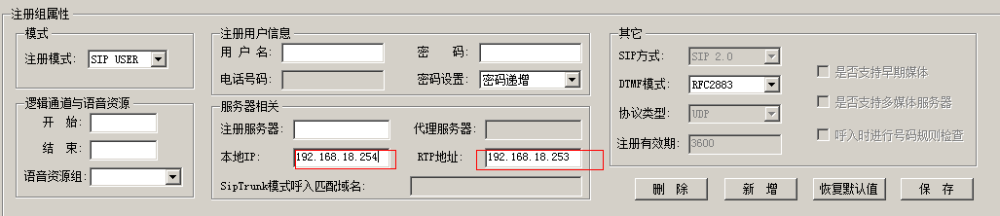 注册组属性
模式
注册模式: SIP USER
逻辑通道与语音资源
开 始:
结 束:
语音资源组:
注册用户信息
用 户 名: 密 码:
电话号码: 密码设置: 密码递增
服务器相关
注册服务器: 代理服务器:
本地IP: 192.168.18.254 RTP地址: 192.168.18.253
SipTrunk模式呼入匹配域名:
其它
SIP方式: SIP 2.0
DTMF模式: RFC2883
协议类型: UDP
注册有效期: 3600
是否支持早期媒体
是否支持多媒体服务器
呼入时进行号码规则检查
删 除 新 增 恢复默认值 保 存